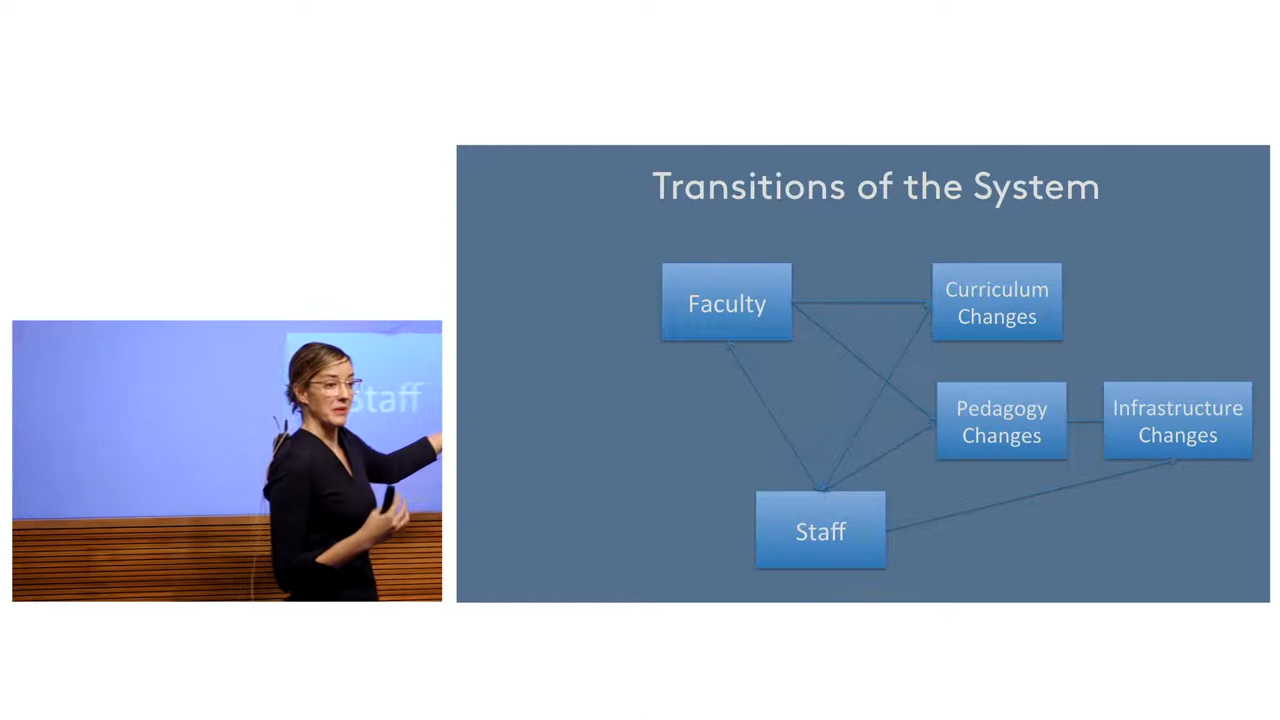 Transitions of the System
Faculty
Curriculum
Changes
Pedagogy
Changes
Infrastructure
Changes
Staff
Staff